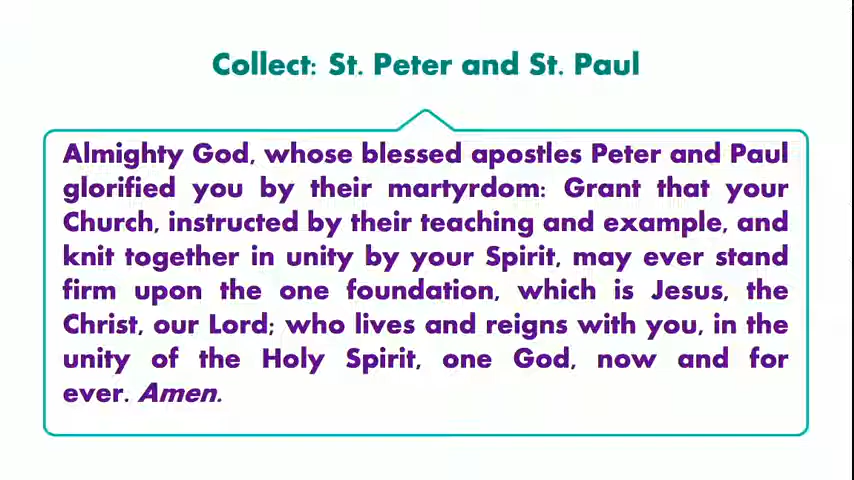 Collect: St. Peter and St. Paul
Almighty God, whose blessed apostles Peter and Paul
glorified you by their martyrdom: Grant that your
Church, instructed by their teaching and example, and
knit together in unity by your Spirit, may ever stand
firm upon the one foundation, which is Jesus, the
Christ, our Lord; who lives and reigns with you, in the
unity of the Holy Spirit, one God, now and for
ever. Amen.